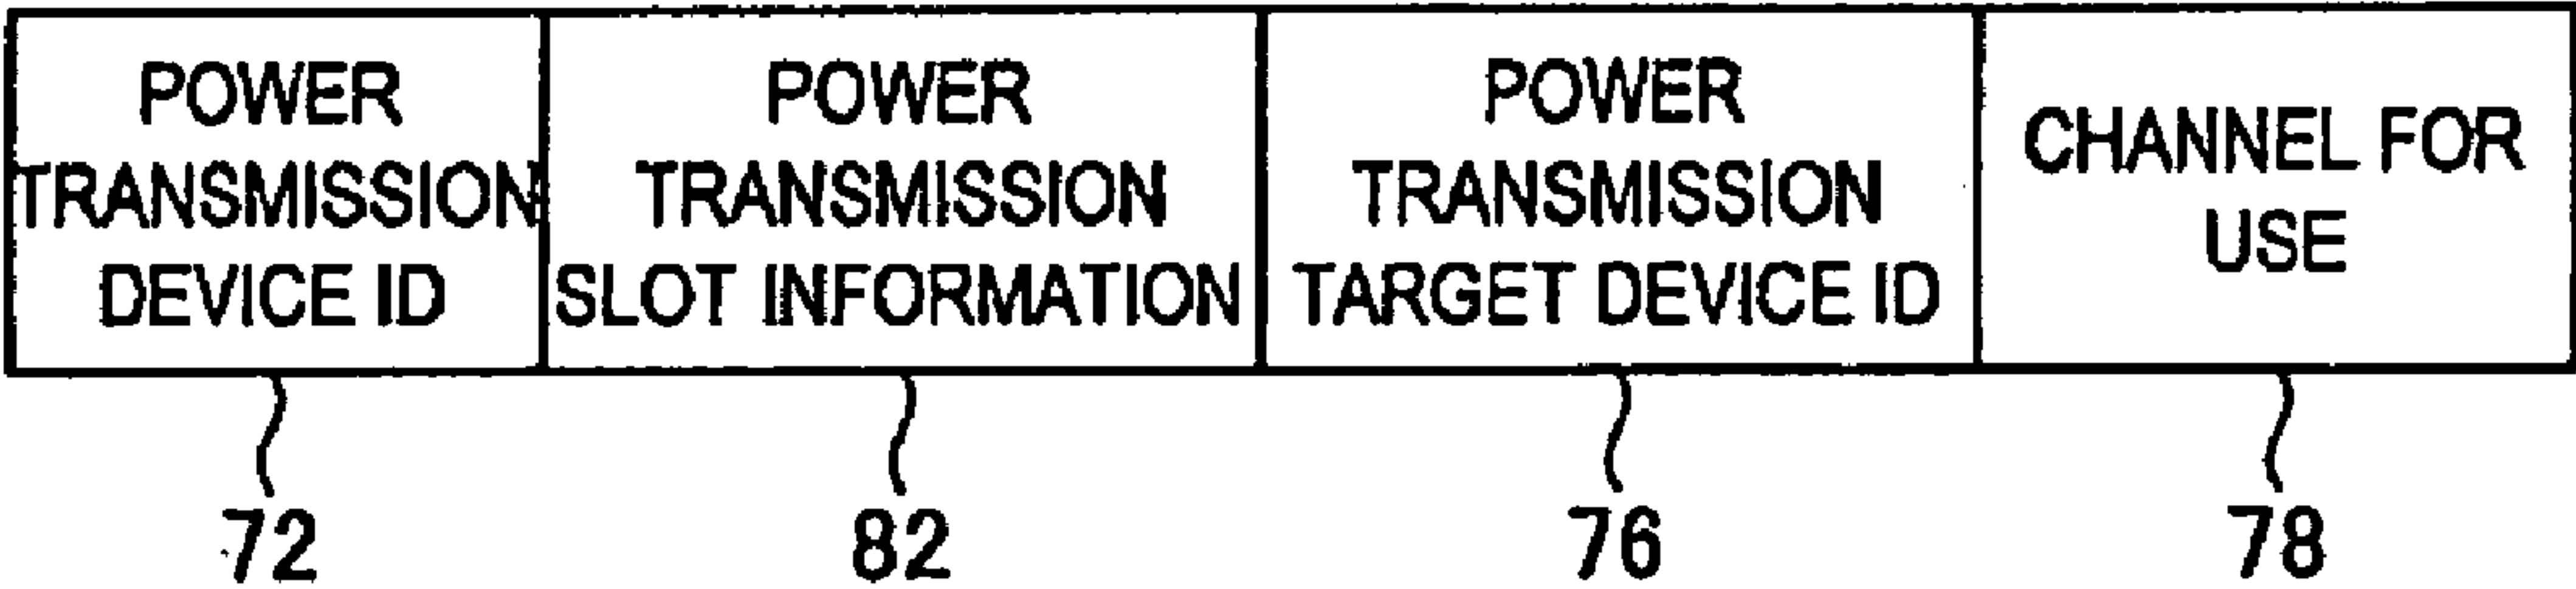 POWER
TRANSMISSION
DEVICE ID
POWER
TRANSMISSION
SLOT INFORMATION
POWER
TRANSMISSION
TARGET DEVICE ID
CHANNEL FOR
USE
72
82
76
78